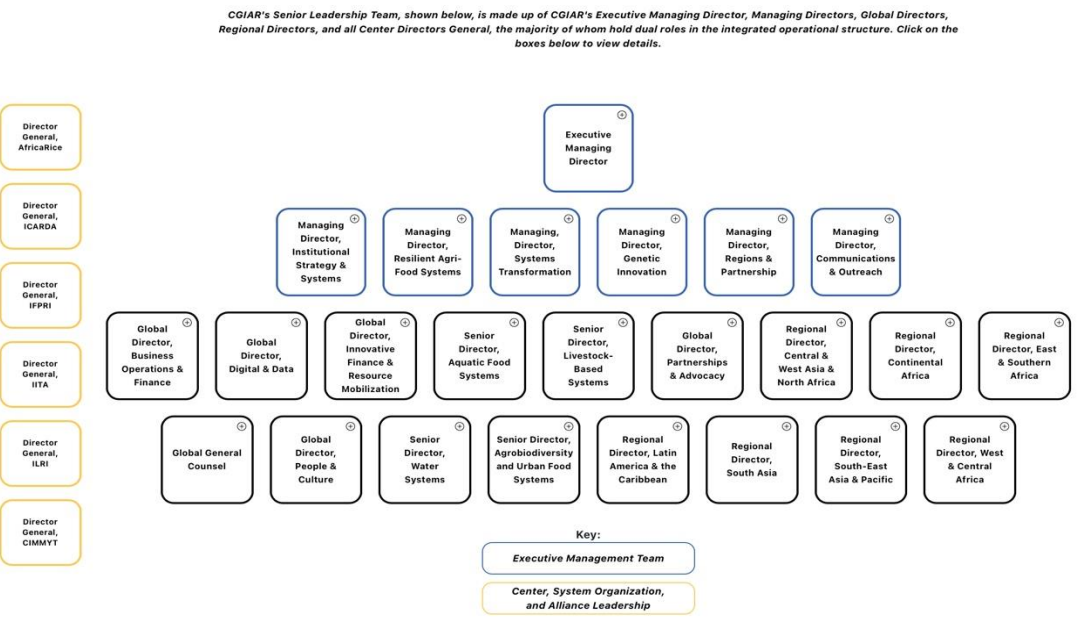 CGIAR's Senior Leadership Team, shown below, is made up of CGIAR's Executive Managing Director, Managing Directors, Global Directors,
Regional Directors, and all Center Directors General, the majority of whom hold dual roles in the integrated operational structure. Click on the
boxes below to view details.
Director
General,
AfricaRice
Director
General,
ICARDA
Director
General,
IFPRI
Director
General,
IITA
Director
General,
ILRI
Director
General,
CIMMYT
Executive
Managing
Director
Managing
Director,
Institutional
Strategy &
Systems
Managing
Director,
Resilient Agri-
Food Systems
Managing,
Director,
Systems
Transformation
Managing
Director,
Genetic
Innovation
Managing
Director,
Regions &
Partnership
Managing
Director,
Communications
& Outreach
Global
Director,
Business
Operations &
Finance
Global
Director,
Digital & Data
Global
Director,
Innovative
Finance &
Resource
Mobilization
Senior
Director,
Aquatic Food
Systems
Senior
Director,
Livestock-
Based
Systems
Global
Director,
Partnerships
& Advocacy
Regional
Director,
Central &
West Asia &
North Africa
Regional
Director,
Continental
Africa
Regional
Director, East
& Southern
Africa
Global General
Counsel
Global
Director,
People &
Culture
Senior
Director,
Water
Systems
Senior Director,
Agrobiodiversity
and Urban Food
Systems
Regional
Director, Latin
America & the
Caribbean
Regional
Director,
South Asia
Regional
Director,
South-East
Asia & Pacific
Regional
Director, West
& Central
Africa
Key:
Executive Management Team
Center, System Organization,
and Alliance Leadership